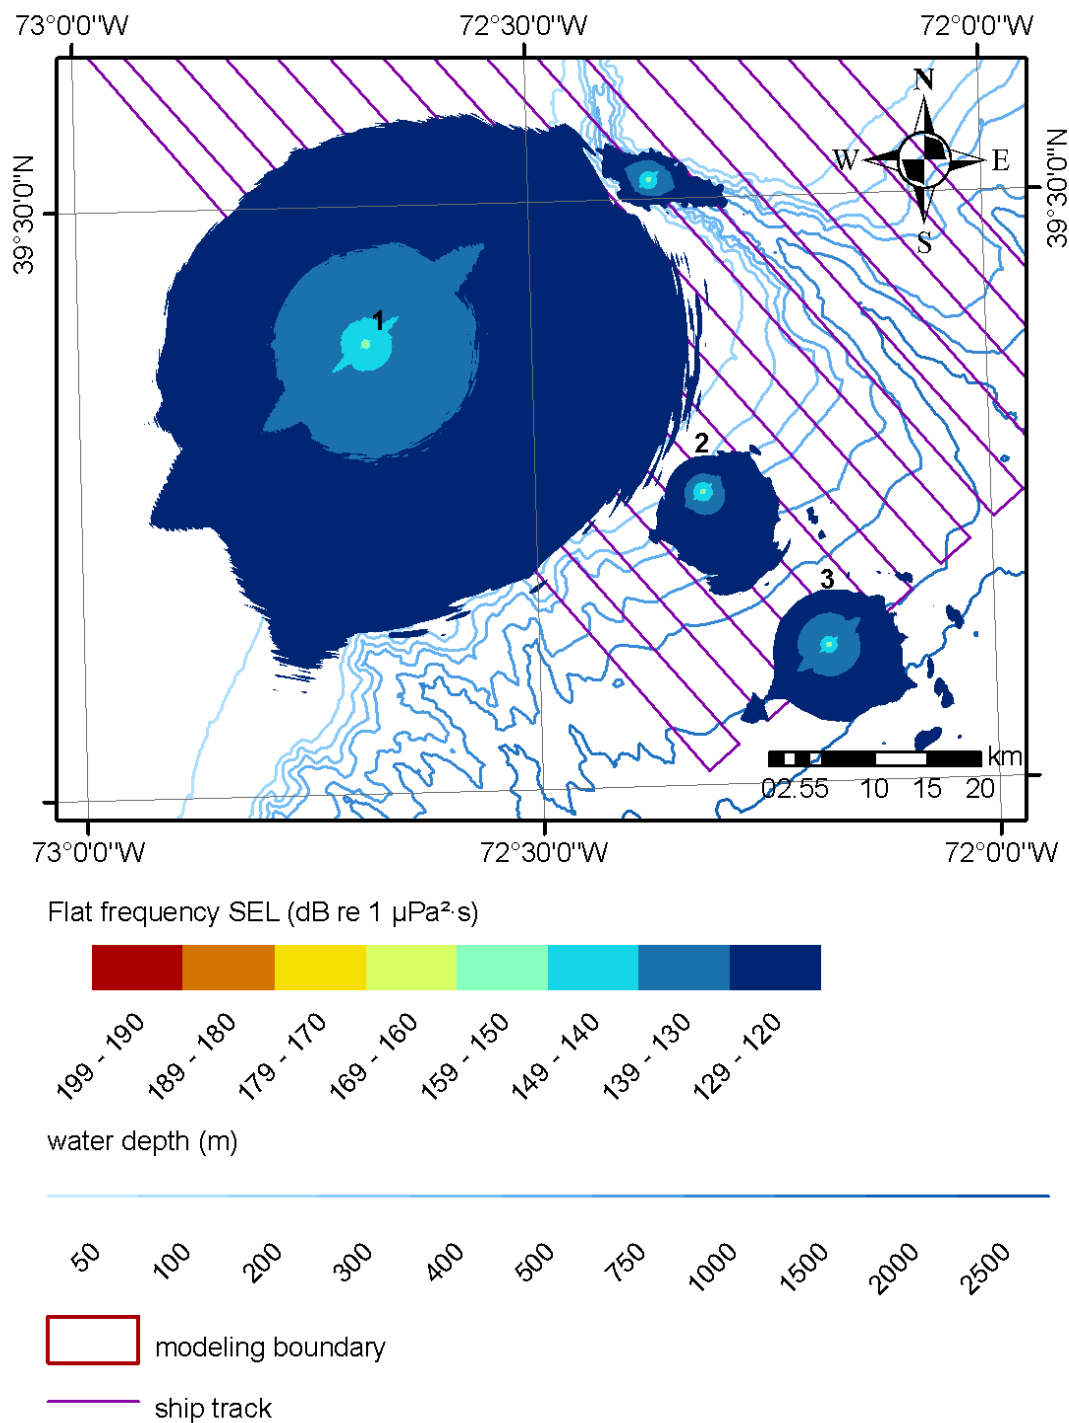 73°0'0"W 72°30'0"W 72°0'0"W
N
W E
S
39°30'0"N 39°30'0"N
1
2
3
km
02.55 10 15 20
73°0'0"W 72°30'0"W 72°0'0"W
Flat frequency SEL (dB re 1 µPa²·s)
199 - 190 189 - 180 179 - 170 169 - 160 159 - 150 149 - 140 139 - 130 129 - 120
water depth (m)
50 100 200 300 400 500 750 1000 1500 2000 2500
modeling boundary
ship track